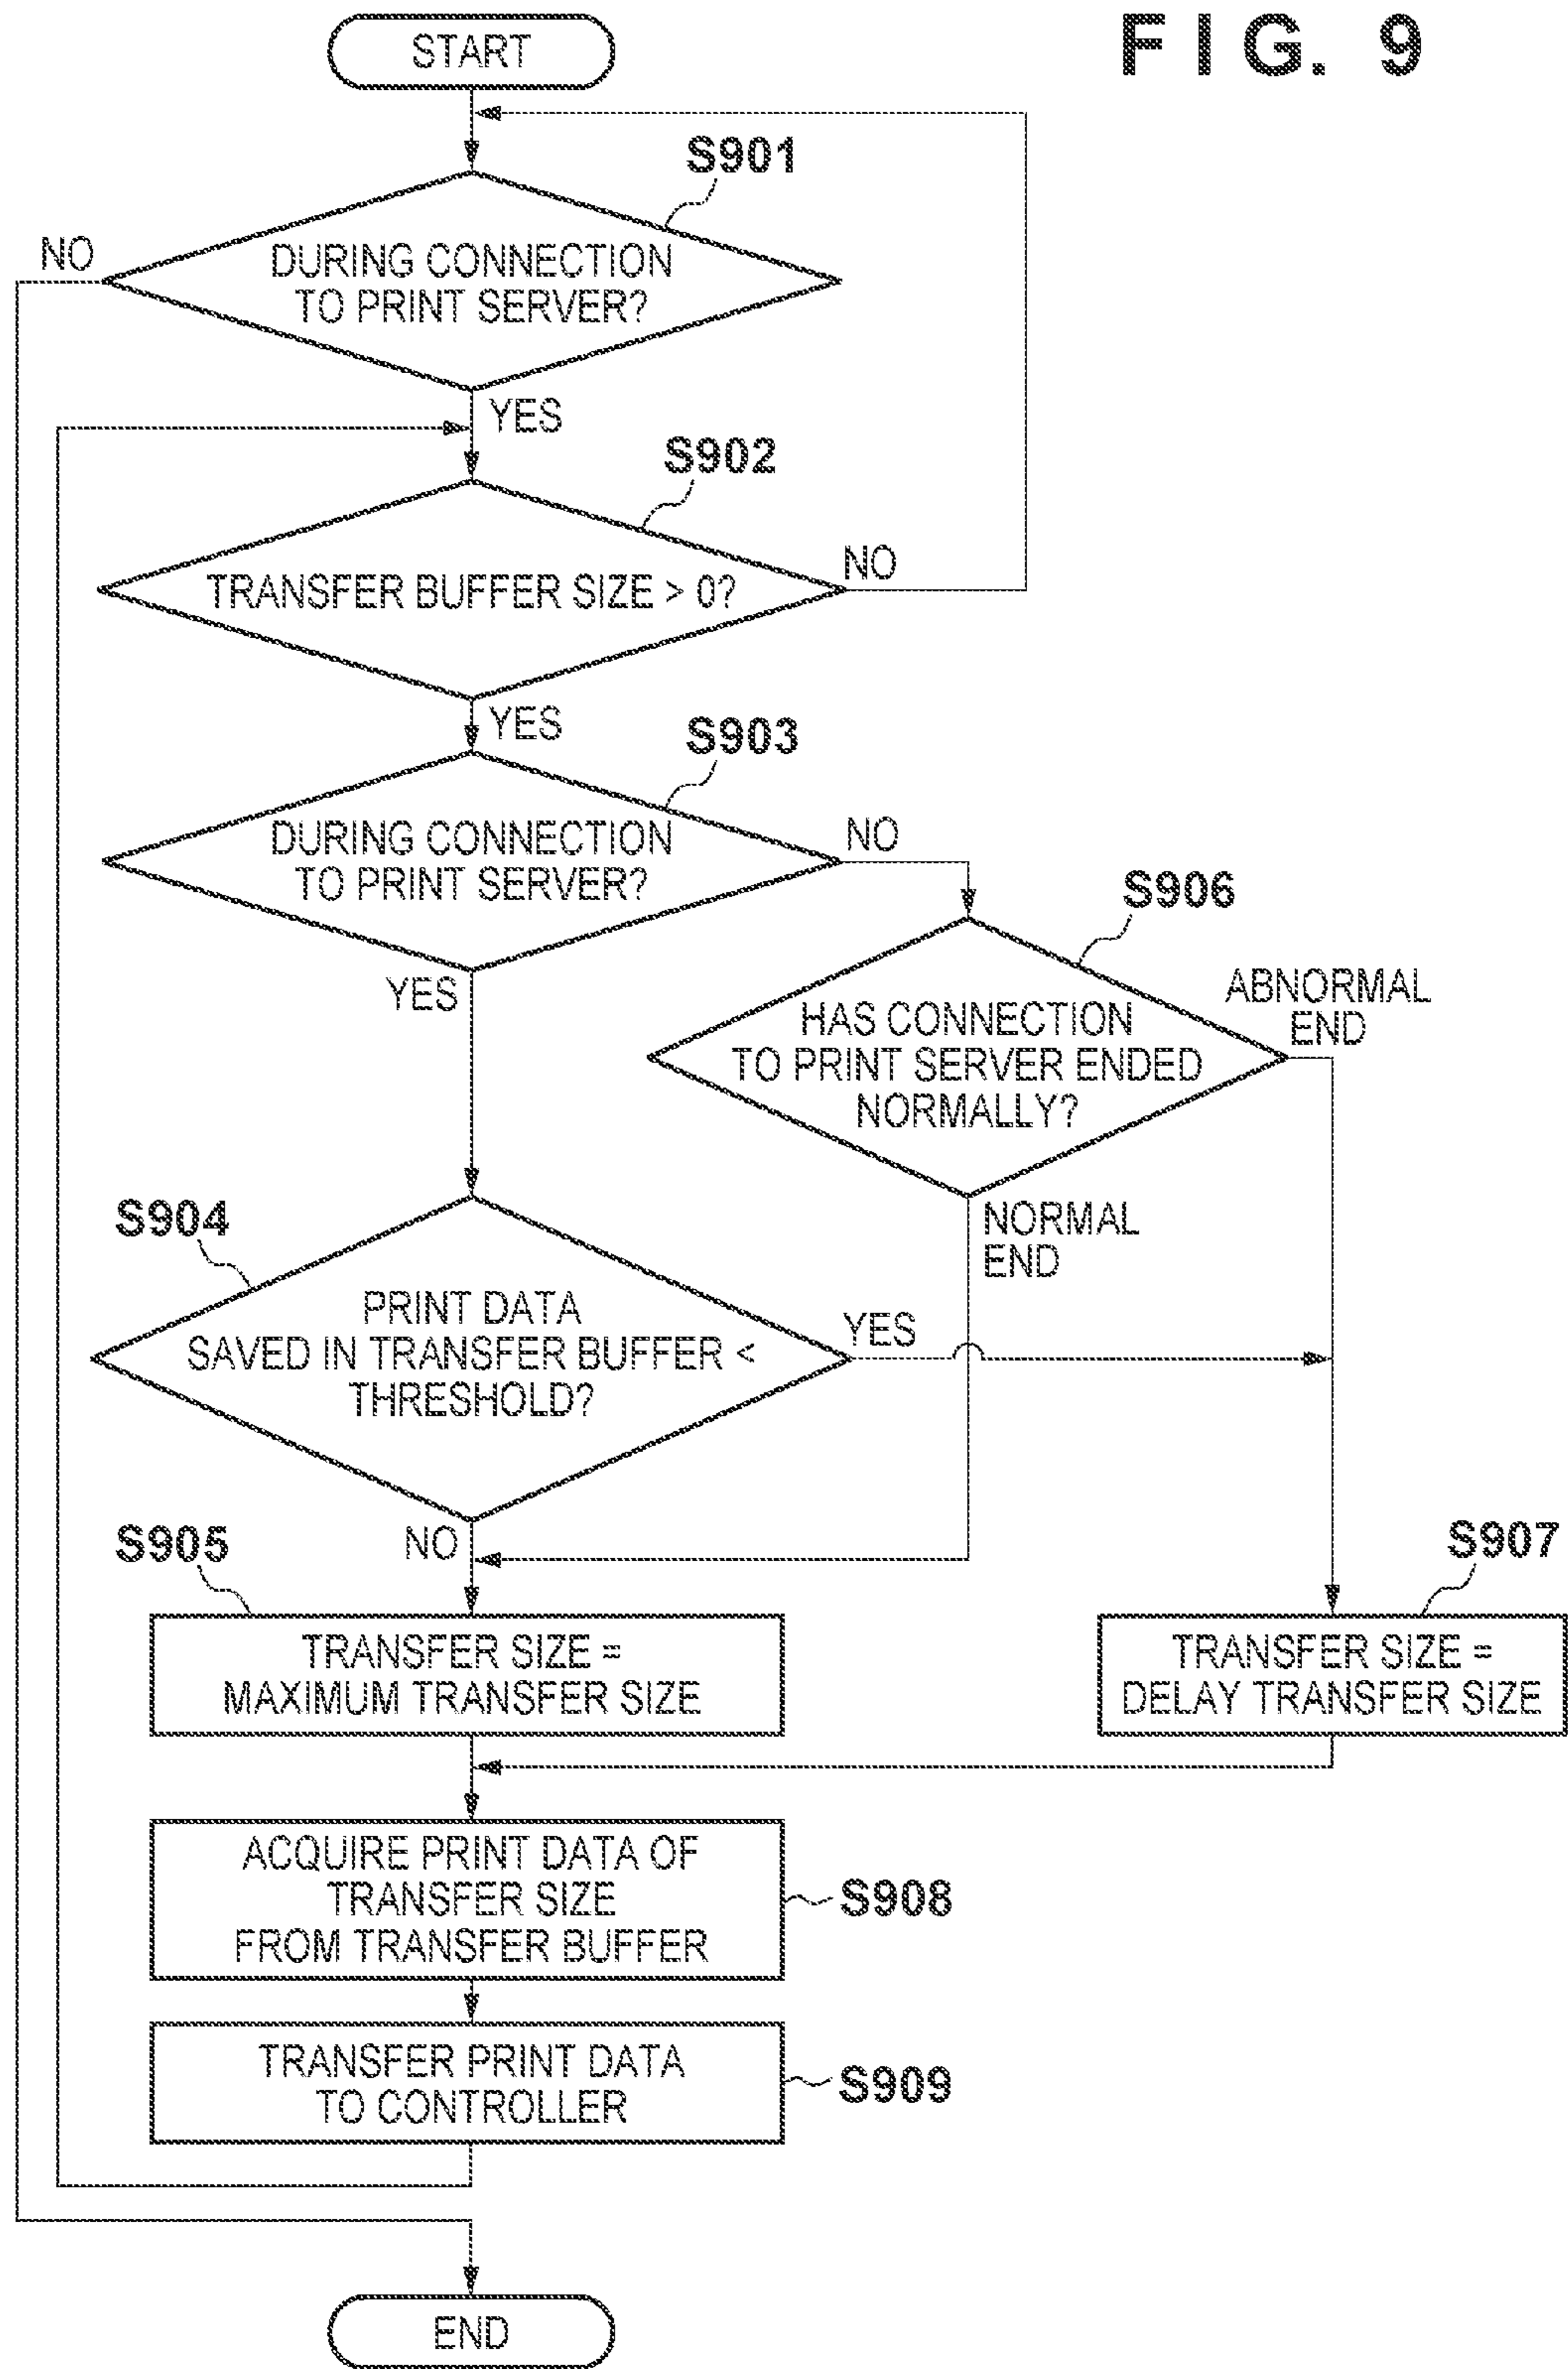 FIG. 9
START
S901
NO
DURING CONNECTION
TO PRINT SERVER?
YES
S902
NO
TRANSFER BUFFER SIZE > 0?
YES
S903
DURING CONNECTION
TO PRINT SERVER?
NO
S906
YES
ABNORMAL
END
HAS CONNECTION
TO PRINT SERVER ENDED
NORMALLY?
S904
NORMAL
END
PRINT DATA
SAVED IN TRANSFER BUFFER <
THRESHOLD?
YES
NO
S905
S907
TRANSFER SIZE =
MAXIMUM TRANSFER SIZE
TRANSFER SIZE =
DELAY TRANSFER SIZE
ACQUIRE PRINT DATA OF
TRANSFER SIZE
FROM TRANSFER BUFFER
S908
TRANSFER PRINT DATA
TO CONTROLLER
S909
END